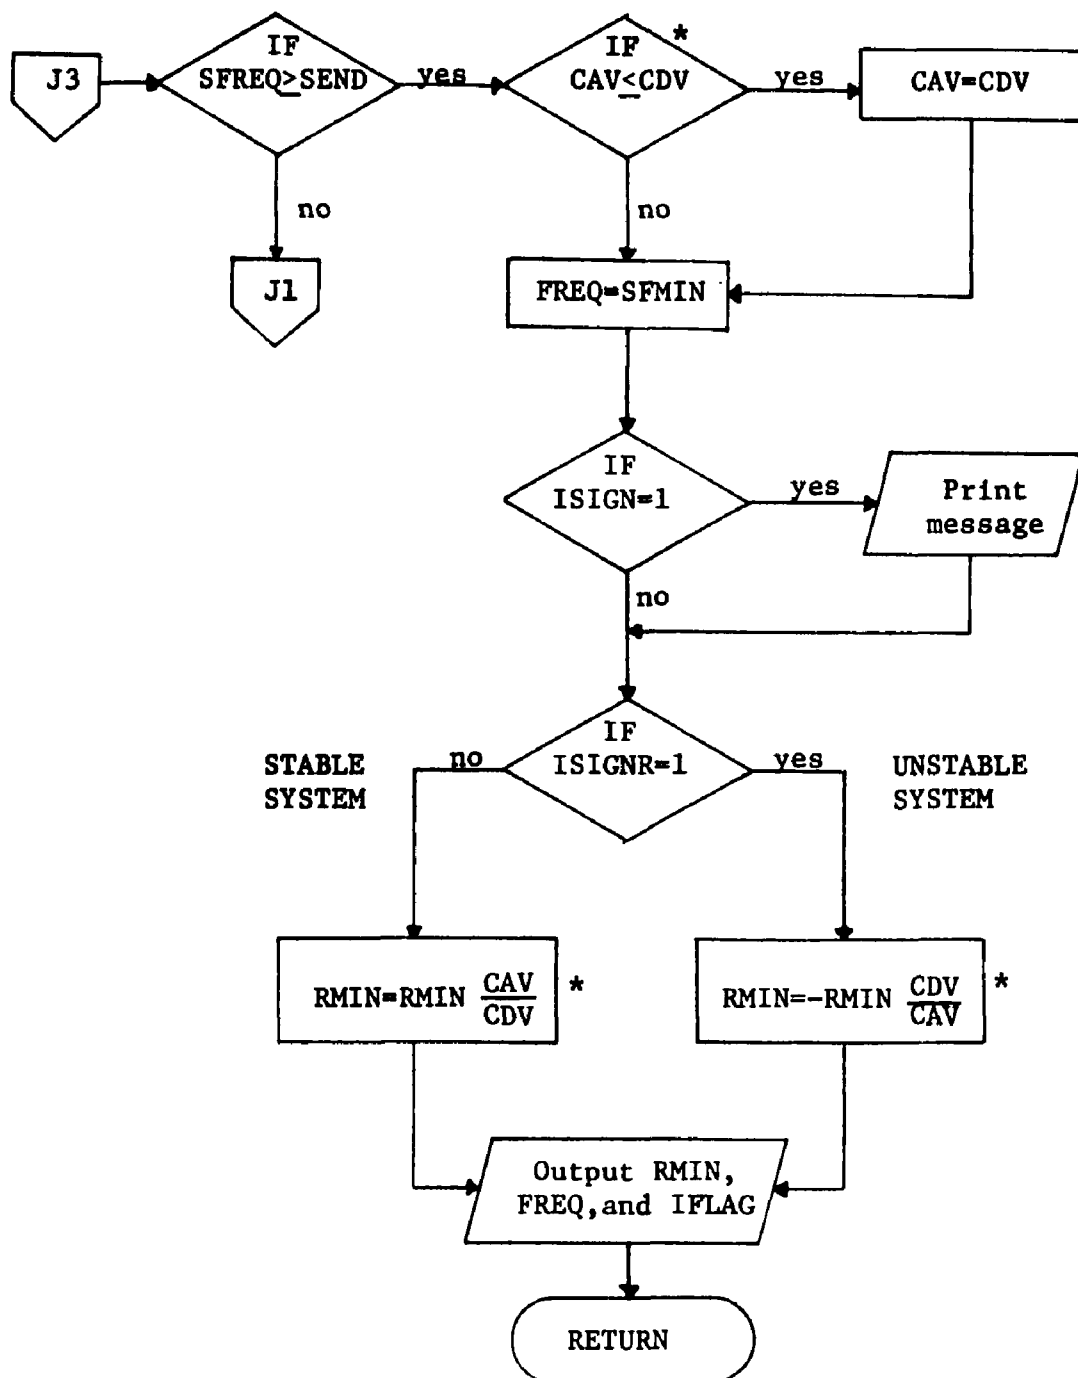 J3
IF
SFREQ≥SEND
yes
IF *
CAV≤CDV
yes
CAV=CDV
no
no
J1
FREQ=SFMIN
IF
ISIGN=1
yes
Print
message
no
IF
ISIGNR=1
no
yes
STABLE
SYSTEM
UNSTABLE
SYSTEM
RMIN=RMIN CAV/CDV *
RMIN=-RMIN CDV/CAV *
Output RMIN,
FREQ,and IFLAG
RETURN